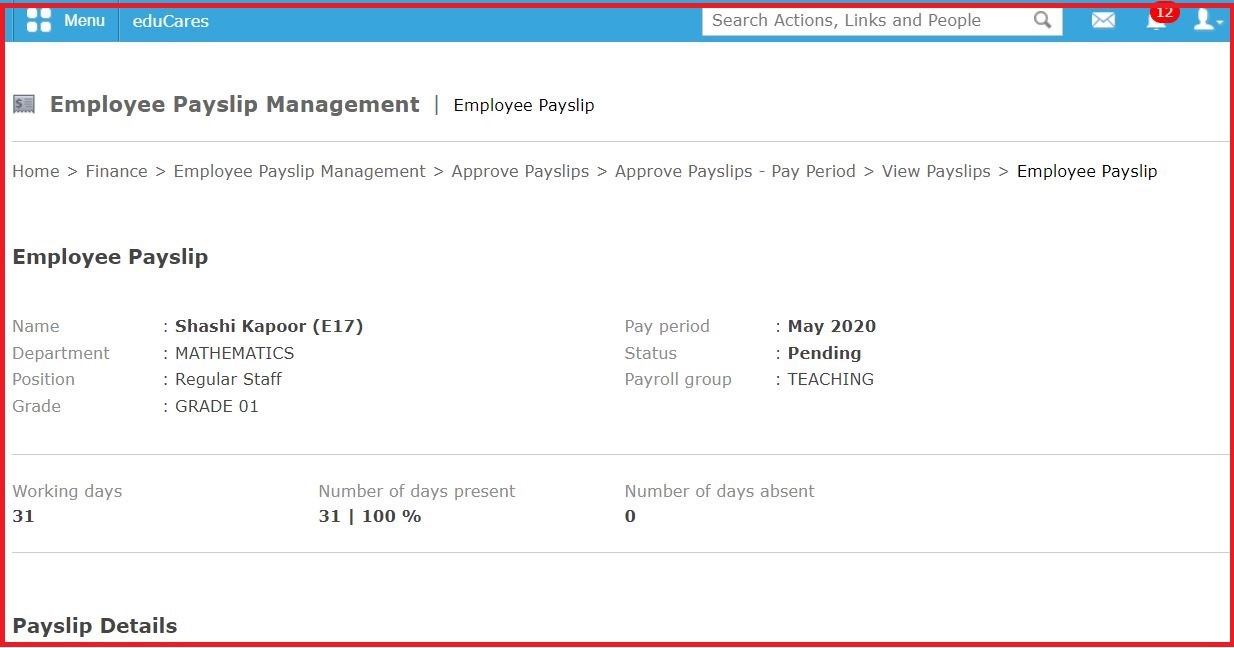 Menu eduCares Search Actions, Links and People 12
Employee Payslip Management | Employee Payslip
Home > Finance > Employee Payslip Management > Approve Payslips > Approve Payslips - Pay Period > View Payslips > Employee Payslip
Employee Payslip
Name : Shashi Kapoor (E17) Pay period : May 2020
Department : MATHEMATICS Status : Pending
Position : Regular Staff Payroll group : TEACHING
Grade : GRADE 01
Working days Number of days present Number of days absent
31 31 | 100 % 0
Payslip Details